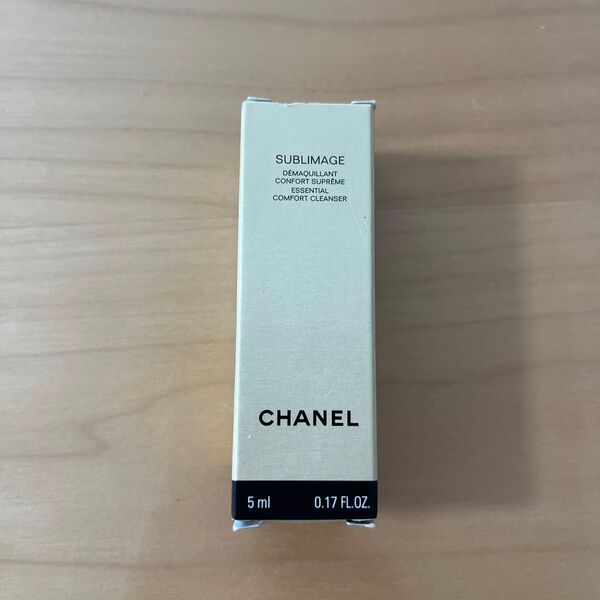 SUBLIMAGE
DÉMAQUILLANT
CONFORT SUPRÊME
ESSENTIAL
COMFORT CLEANSER
CHANEL
5 ml 0.17 FL.OZ.